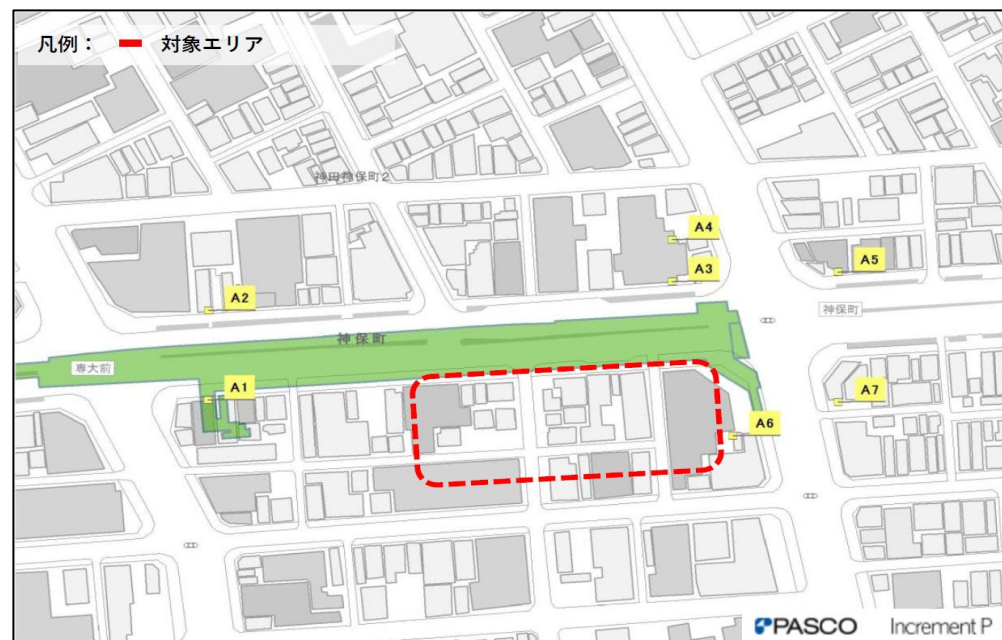 凡例： 対象エリア
神田神保町2
A4
A3
A5
A2
神保町
神保町
専大前
A1
A7
A6
PASCO Increment P